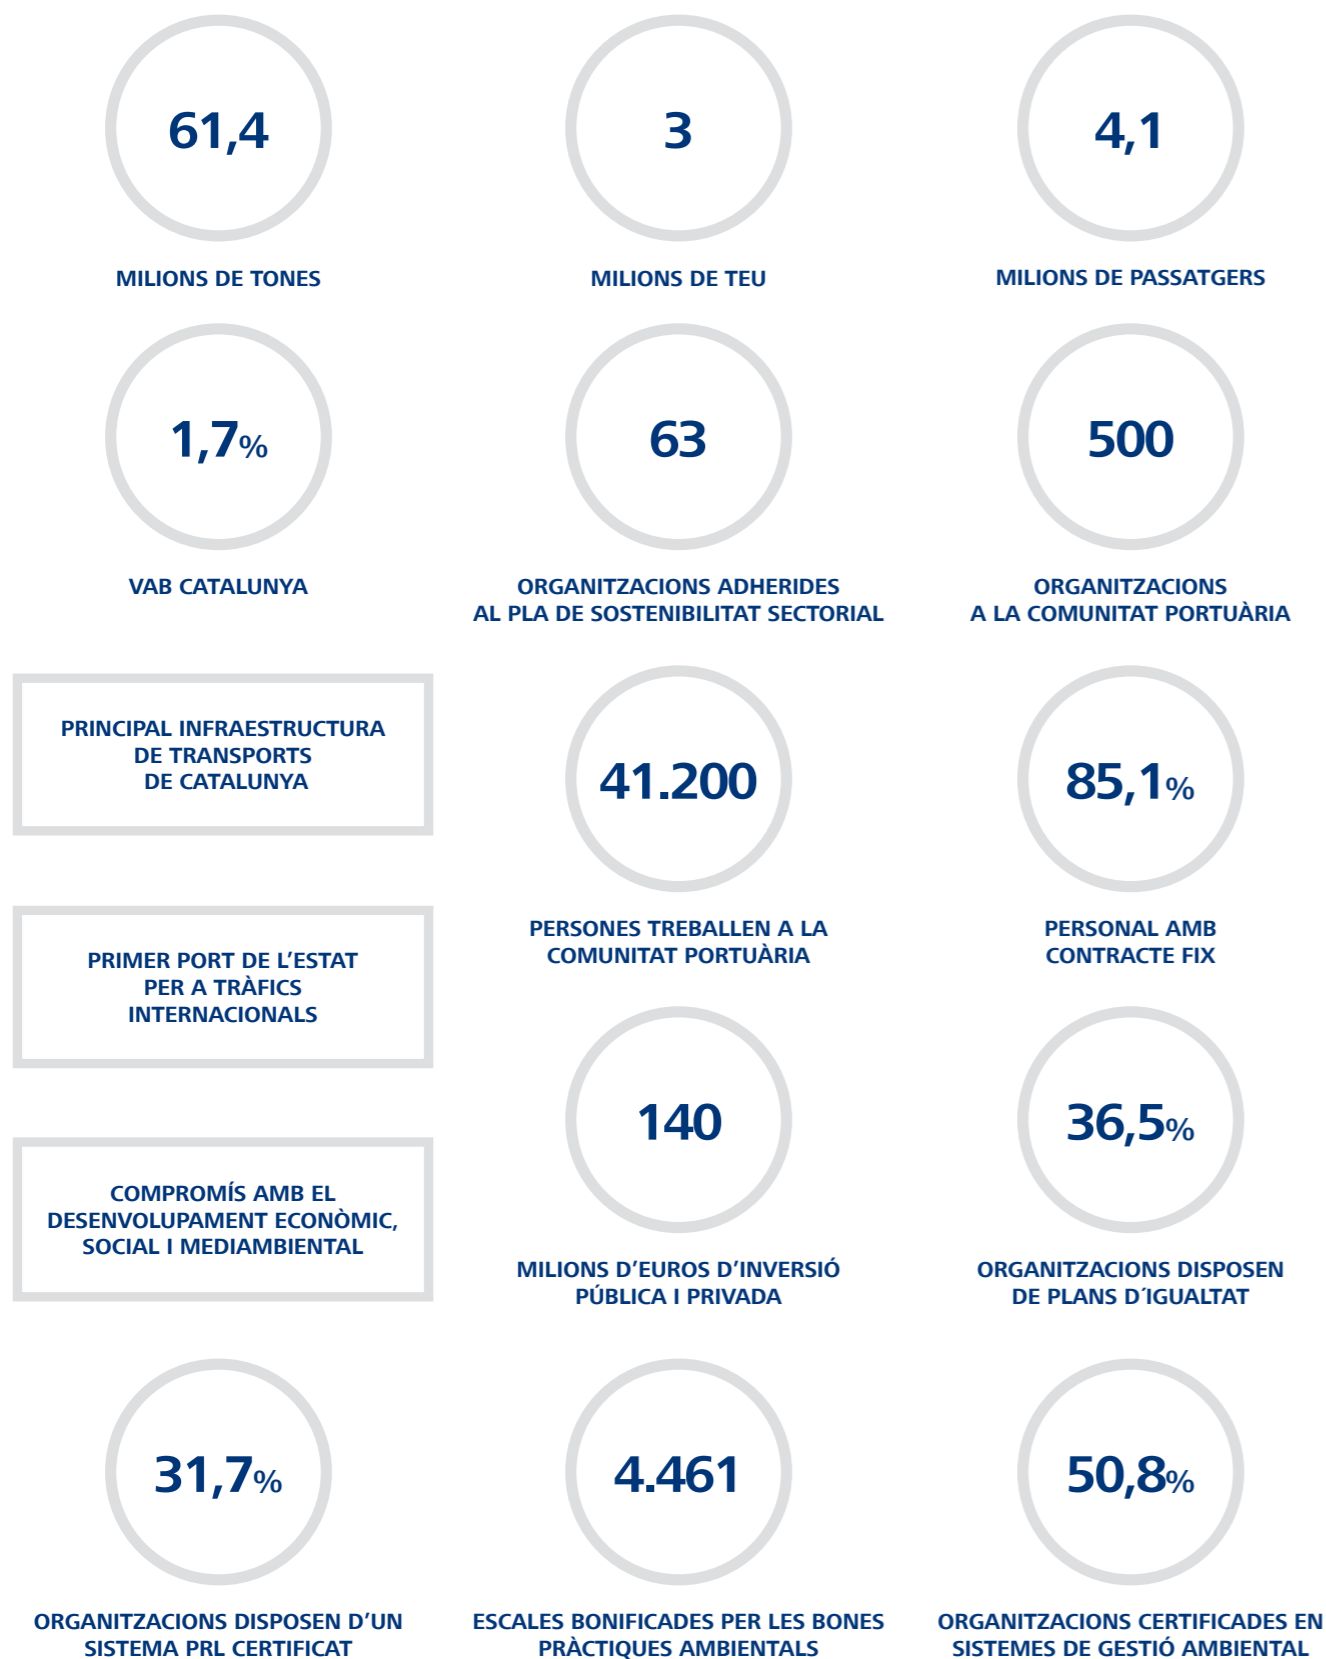 61,4
MILIONS DE TONES
3
MILIONS DE TEU
4,1
MILIONS DE PASSATGERS
1,7%
VAB CATALUNYA
63
ORGANITZACIONS ADHERIDES
AL PLA DE SOSTENIBILITAT SECTORIAL
500
ORGANITZACIONS
A LA COMUNITAT PORTUÀRIA
PRINCIPAL INFRAESTRUCTURA
DE TRANSPORTS
DE CATALUNYA
41.200
PERSONES TREBALLEN A LA
COMUNITAT PORTUÀRIA
85,1%
PERSONAL AMB
CONTRACTE FIX
PRIMER PORT DE L’ESTAT
PER A TRÀFICS
INTERNACIONALS
140
MILIONS D’EUROS D’INVERSIÓ
PÚBLICA I PRIVADA
36,5%
ORGANITZACIONS DISPOSEN
DE PLANS D´IGUALTAT
COMPROMÍS AMB EL
DESENVOLUPAMENT ECONÒMIC,
SOCIAL I MEDIAMBIENTAL
31,7%
ORGANITZACIONS DISPOSEN D’UN
SISTEMA PRL CERTIFICAT
4.461
ESCALES BONIFICADES PER LES BONES
PRÀCTIQUES AMBIENTALS
50,8%
ORGANITZACIONS CERTIFICADES EN
SISTEMES DE GESTIÓ AMBIENTAL